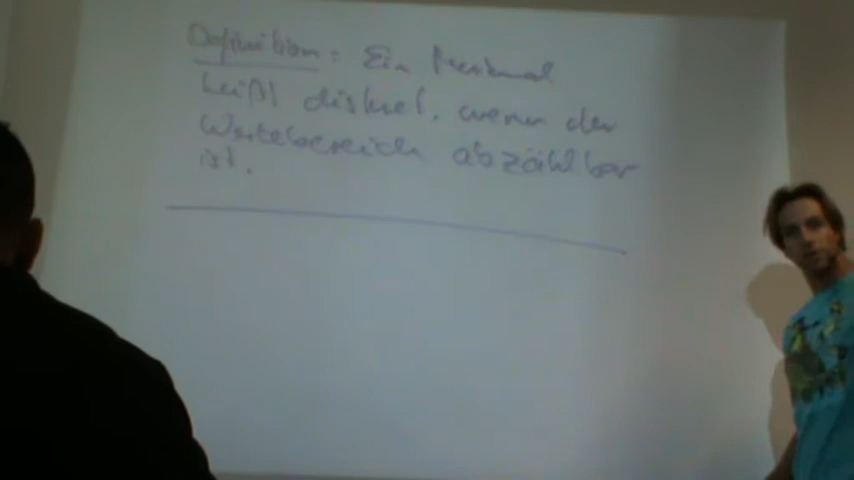 Definition: Ein Merkmal
heißt diskret, wenn der
Wertebereich abzählbar
ist.